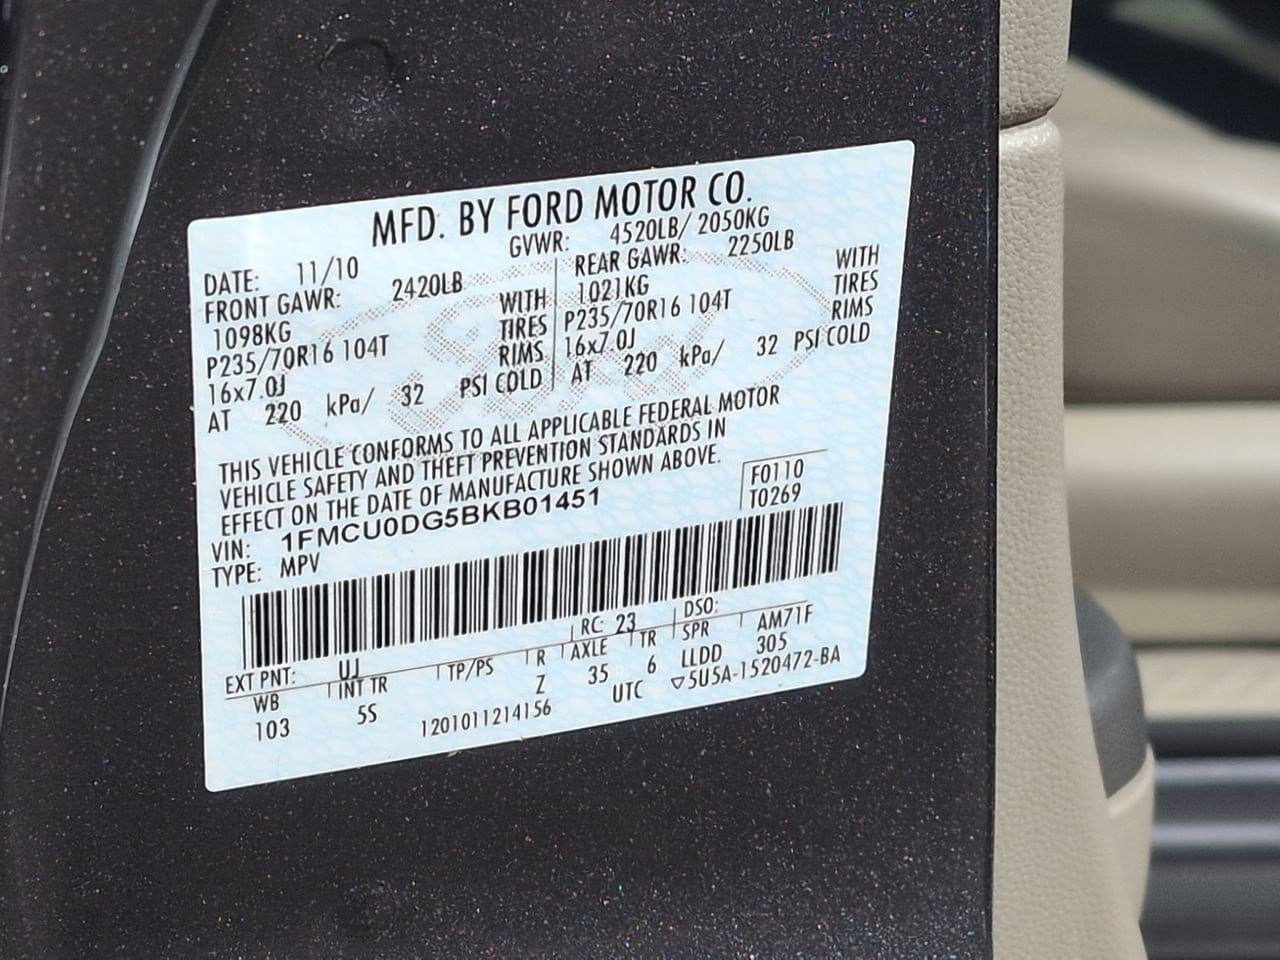 MFD. BY FORD MOTOR CO.
DATE: 11/10 GVWR: 4520LB/ 2050KG
FRONT GAWR: 2420LB
1098KG WITH
P235/70R16 104T TIRES
16x7.0J RIMS
AT 220 kPa/ 32 PSI COLD
REAR GAWR: 2250LB
1021KG WITH
P235/70R16 104T TIRES
16x7.0J RIMS
AT 220 kPa/ 32 PSI COLD
THIS VEHICLE CONFORMS TO ALL APPLICABLE FEDERAL MOTOR
VEHICLE SAFETY AND THEFT PREVENTION STANDARDS IN
EFFECT ON THE DATE OF MANUFACTURE SHOWN ABOVE.
VIN: 1FMCU0DG5BKB01451
TYPE: MPV
F0110
T0269
EXT PNT: UJ RC: 23 DSO:
WB INT TR TP/PS R AXLE TR SPR AM71F
103 5S Z 35 6 LLDD 305
1201011214156 UTC ▽5U5A-1520472-BA